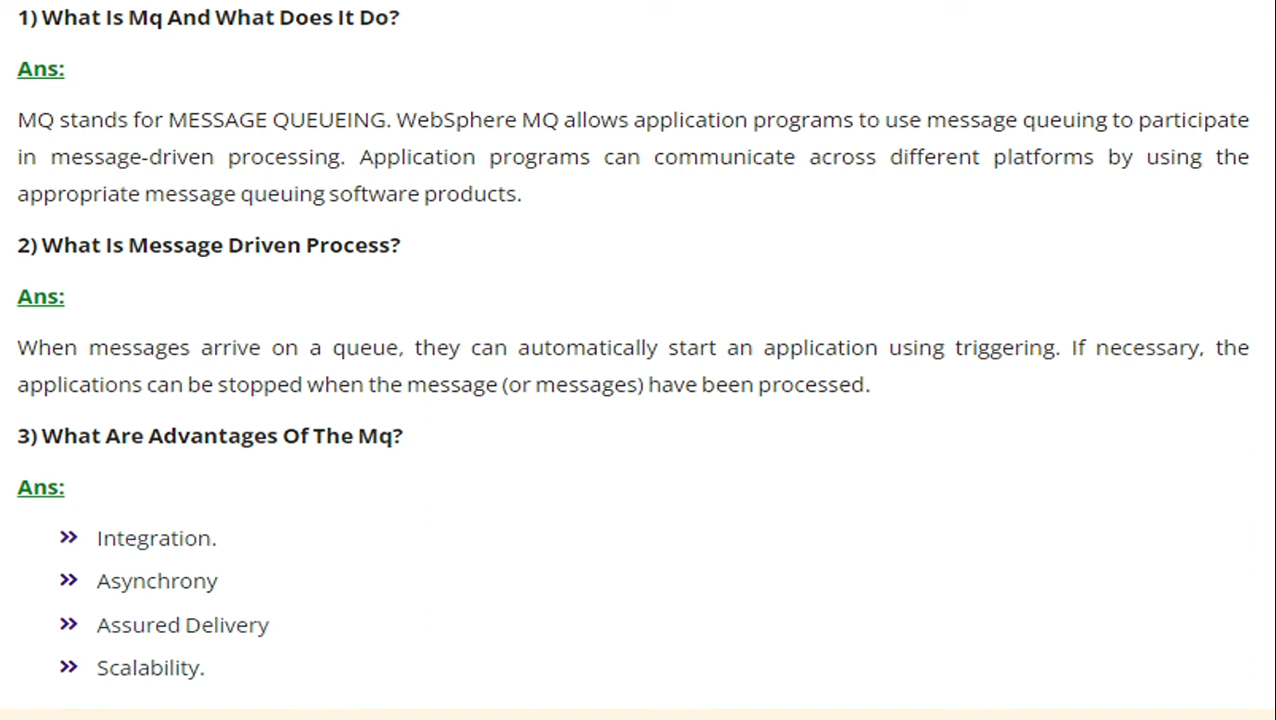 1) What Is Mq And What Does It Do?
Ans:
MQ stands for MESSAGE QUEUEING. WebSphere MQ allows application programs to use message queuing to participate
in message-driven processing. Application programs can communicate across different platforms by using the
appropriate message queuing software products.
2) What Is Message Driven Process?
Ans:
When messages arrive on a queue, they can automatically start an application using triggering. If necessary, the
applications can be stopped when the message (or messages) have been processed.
3) What Are Advantages Of The Mq?
Ans:
» Integration.
» Asynchrony
» Assured Delivery
» Scalability.